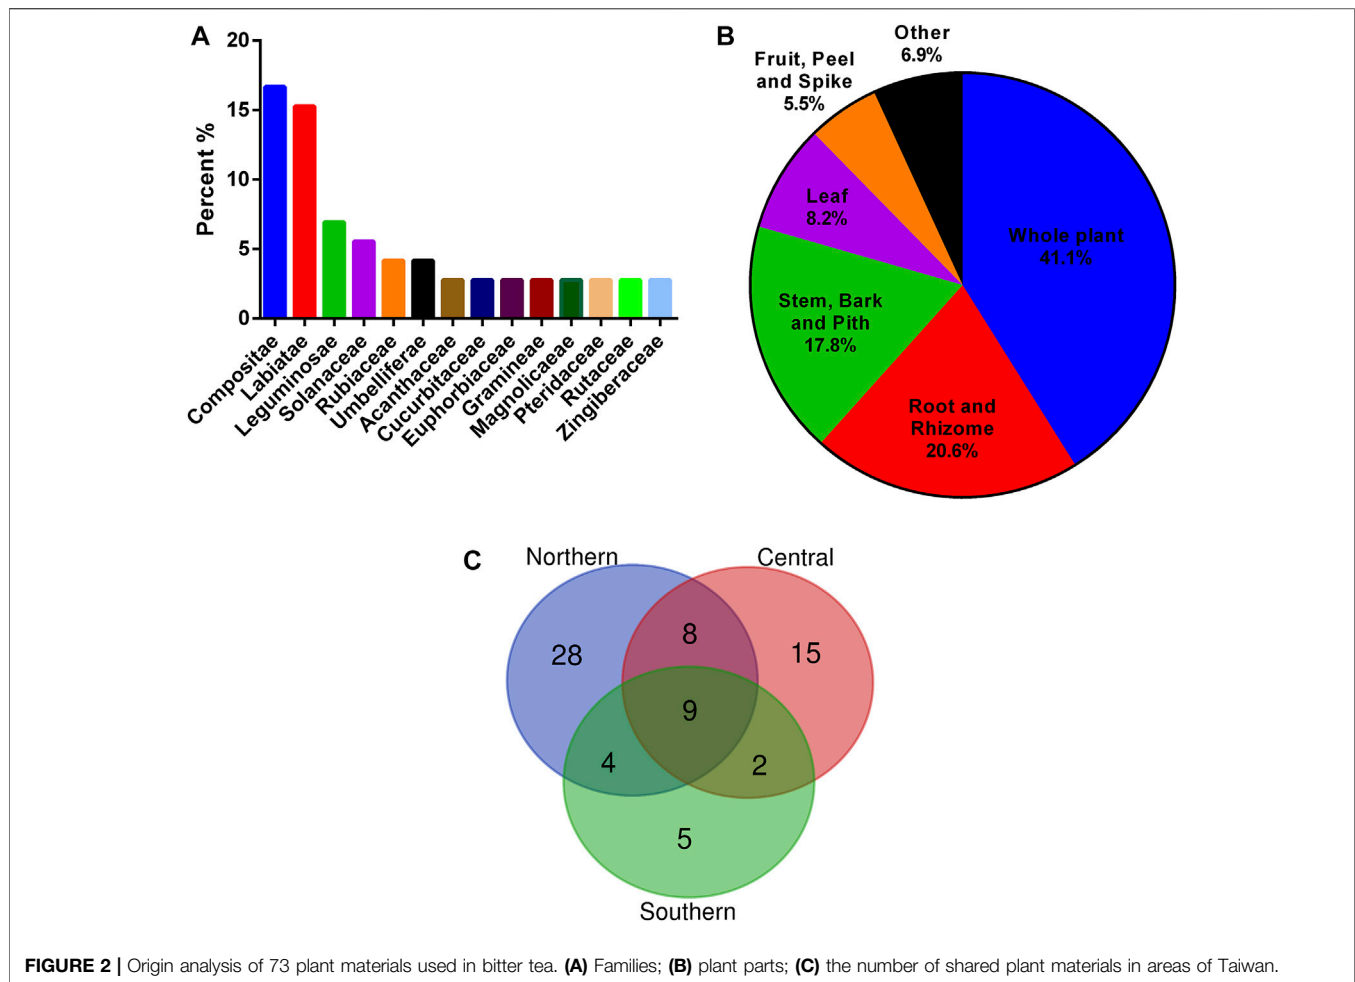 A
Percent %
20
15
10
5
0
Compositae
Labiatae
Leguminosae
Solanaceae
Rubiaceae
Umbelliferae
Acanthaceae
Cucurbitaceae
Euphorbiaceae
Gramineae
Magnolicaeae
Pteridaceae
Rutaceae
Zingiberaceae
B
Other
6.9%
Fruit, Peel
and Spike
5.5%
Leaf
8.2%
Whole plant
41.1%
Stem, Bark
and Pith
17.8%
Root and
Rhizome
20.6%
C
Northern
Central
28
8
15
9
4
2
5
Southern
FIGURE 2 | Origin analysis of 73 plant materials used in bitter tea. (A) Families; (B) plant parts; (C) the number of shared plant materials in areas of Taiwan.